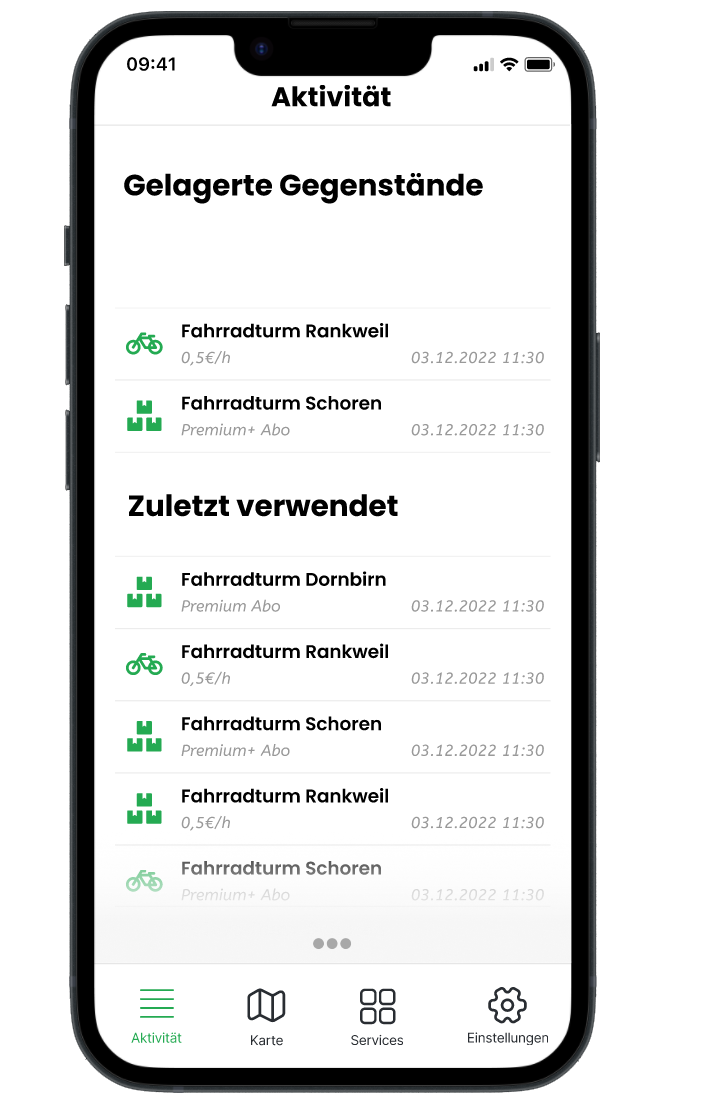 09:41
Aktivität
Gelagerte Gegenstände
Fahrradturm Rankweil
0,5€/h 03.12.2022 11:30
Fahrradturm Schoren
Premium+ Abo 03.12.2022 11:30
Zuletzt verwendet
Fahrradturm Dornbirn
Premium Abo 03.12.2022 11:30
Fahrradturm Rankweil
0,5€/h 03.12.2022 11:30
Fahrradturm Schoren
Premium+ Abo 03.12.2022 11:30
Fahrradturm Rankweil
0,5€/h 03.12.2022 11:30
Fahrradturm Schoren
Premium+ Abo 03.12.2022 11:30
Aktivität Karte Services Einstellungen